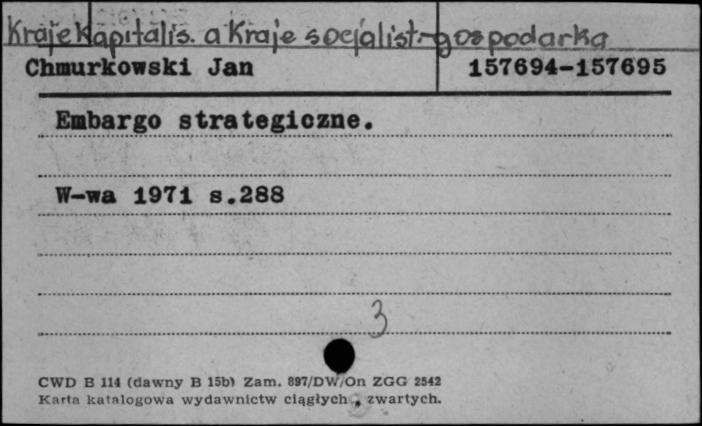 Kraje kapitalis. a Kraje socjalist.-gospodarka
Chmurkowski Jan 157694-157695
Embargo strategiczne.
W-wa 1971 s.288
3
CWD B 114 (dawny B 15b) Zam. 897/DW/On ZGG 2542
Karta katalogowa wydawnictw ciągłych, zwartych.